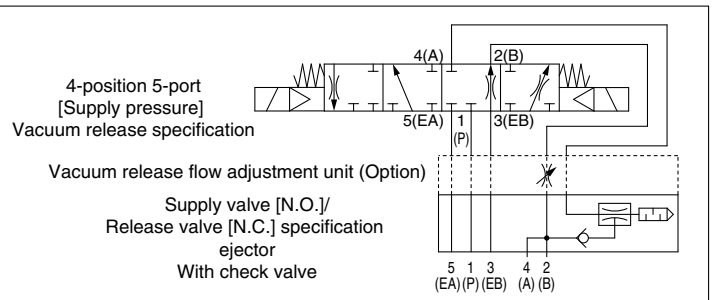 4(A) 2(B)
4-position 5-port
[Supply pressure]
Vacuum release specification
5(EA) 1 3(EB)
(P)
Vacuum release flow adjustment unit (Option)
Supply valve [N.O.]/
Release valve [N.C.] specification
ejector
With check valve
5 1 3 4 2
(EA) (P) (EB) (A) (B)